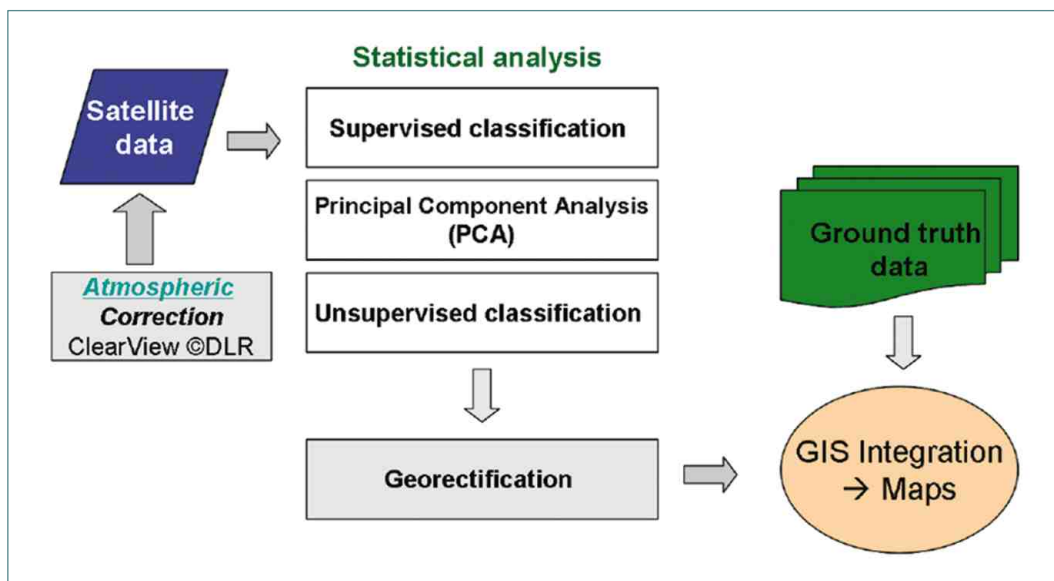 Statistical analysis
Satellite
data
Supervised classification
Principal Component Analysis
(PCA)
Unsupervised classification
Atmospheric
Correction
ClearView ©DLR
Georectification
Ground truth
data
GIS Integration
→ Maps